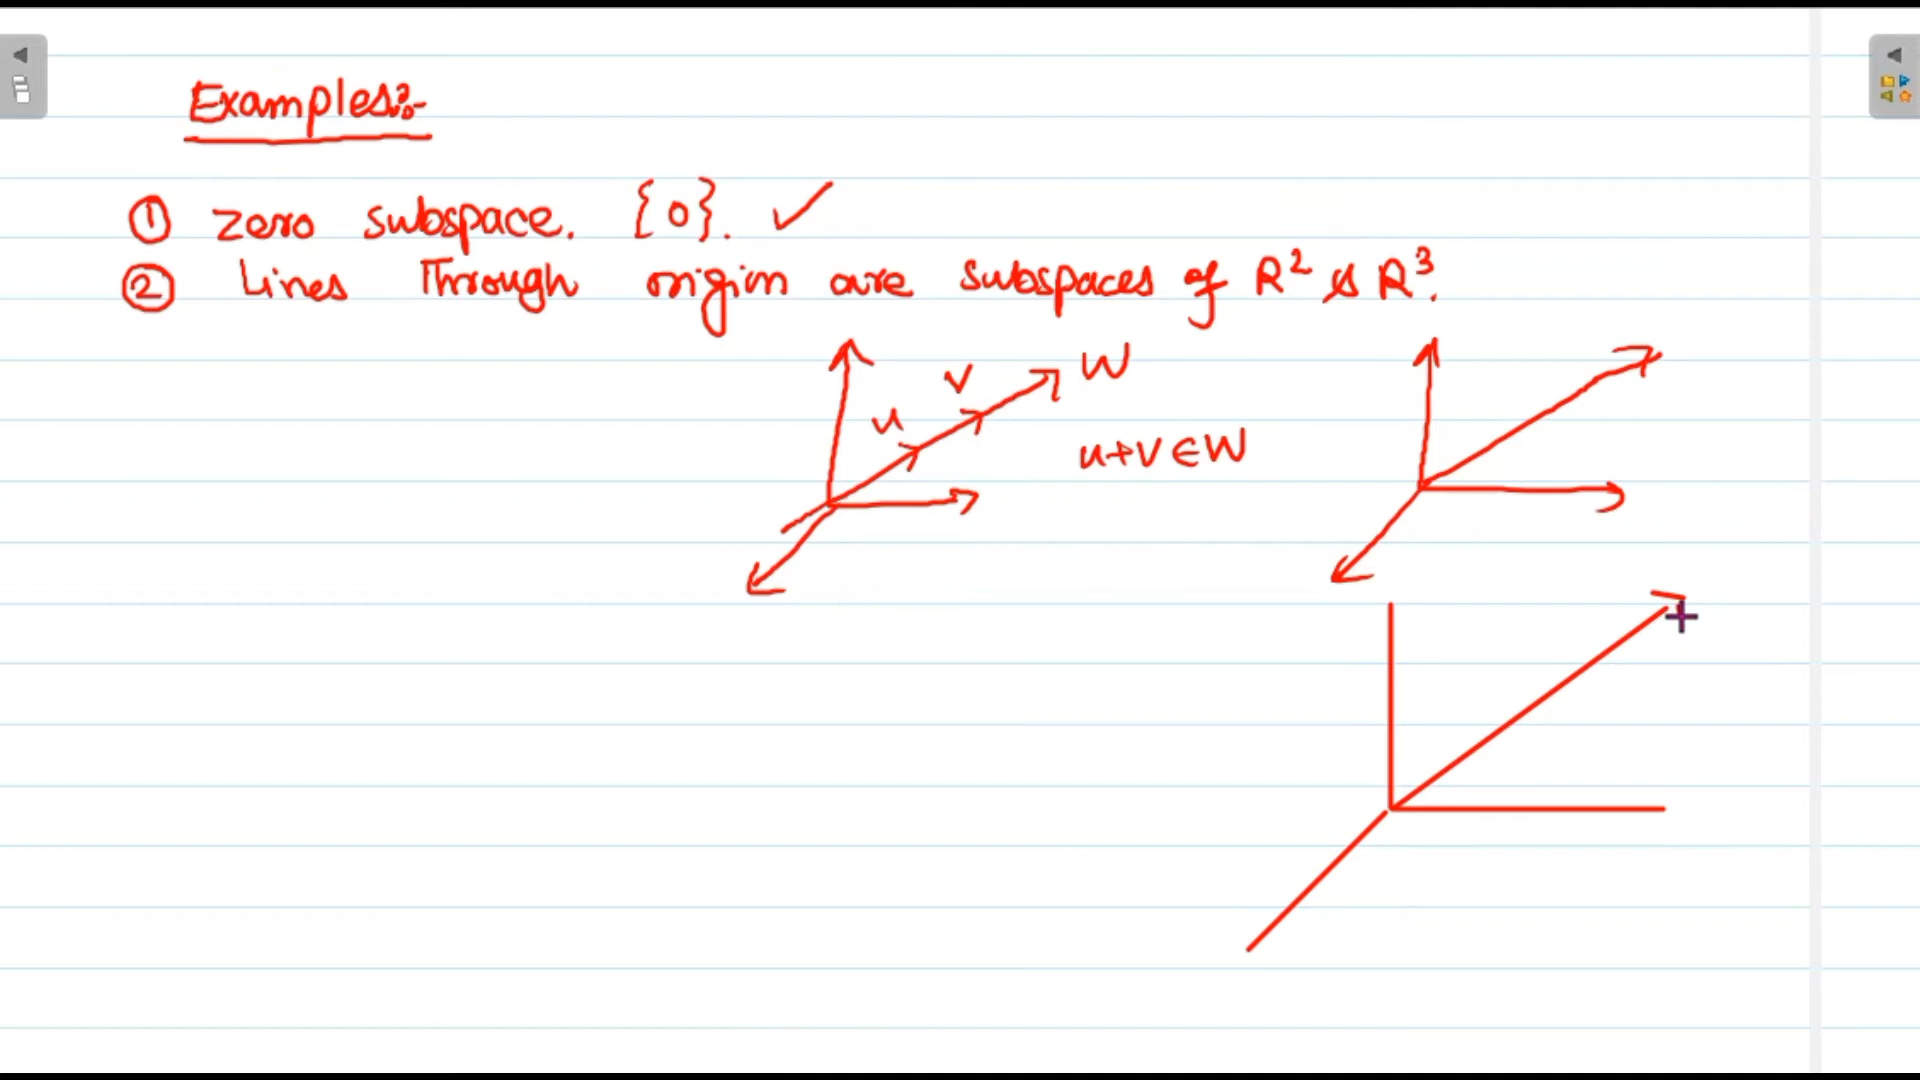 Examples:-
① Zero subspace. {0}. ✓
② Lines Through origin are subspaces of R² & R³.
u v W
u+v∈W